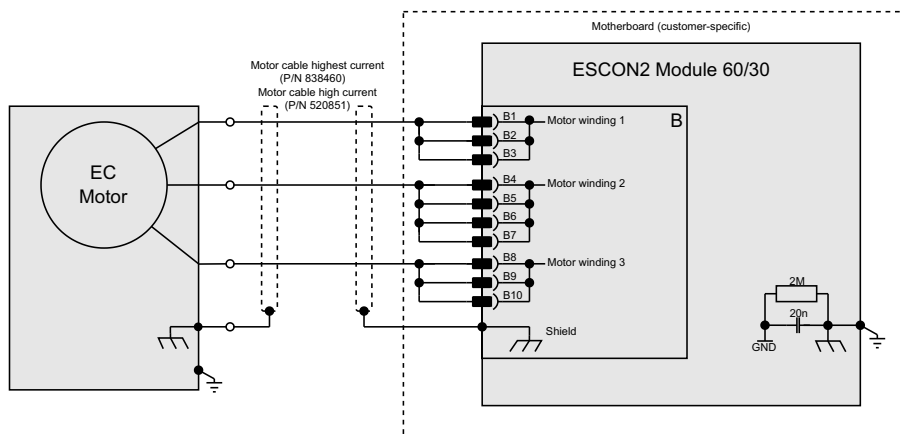 Motherboard (customer-specific)
ESCON2 Module 60/30
Motor cable highest current
(P/N 838460)
Motor cable high current
(P/N 520851)
EC
Motor
B
B1
Motor winding 1
B2
B3
B4
Motor winding 2
B5
B6
B7
B8
Motor winding 3
B9
B10
Shield
2M
20n
GND